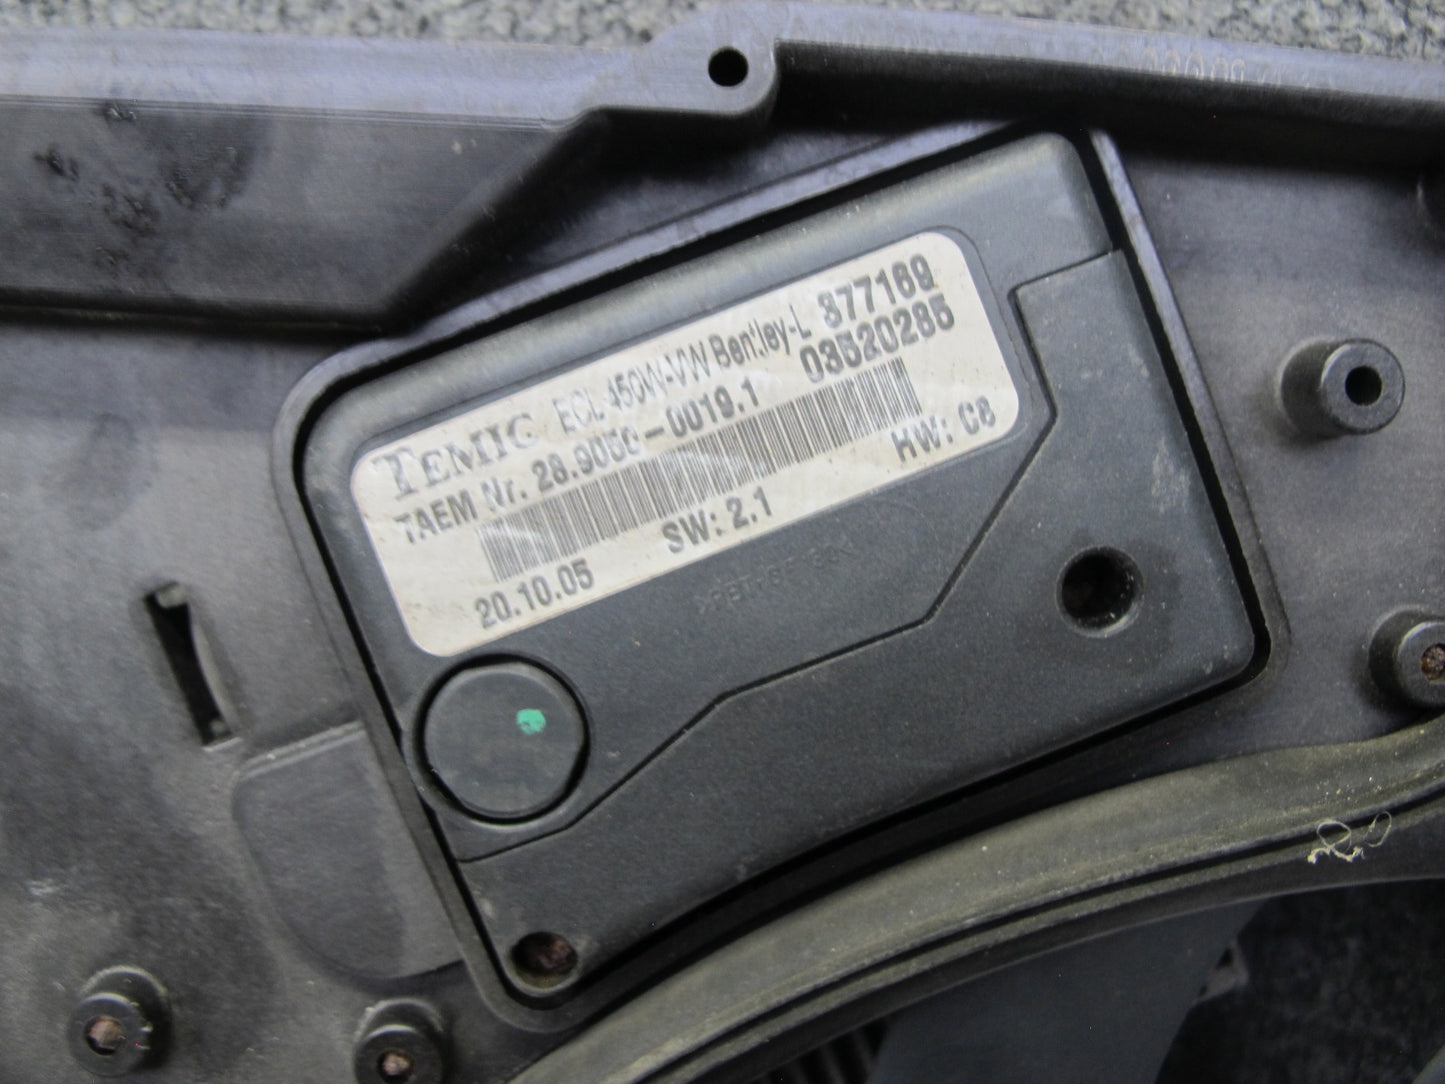 TEMIC ECL 450W-VW Bentley-L 877169
TAEM Nr. 28.9050-0019.1 03520285
SW: 2.1 HW: C8
20.10.05